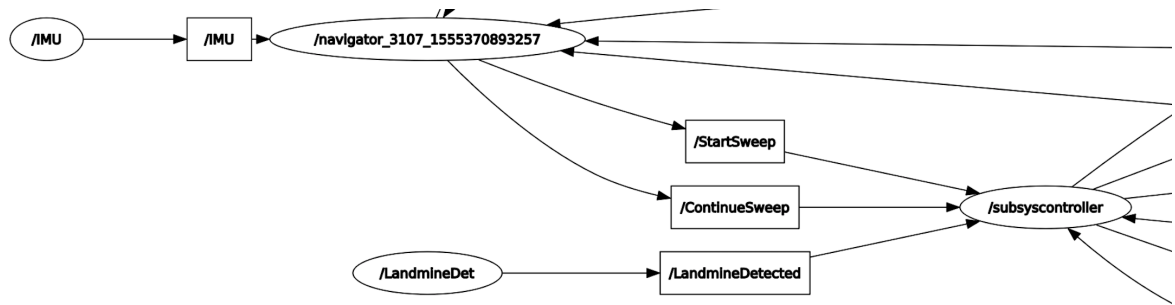 /IMU
/IMU
/navigator_3107_1555370893257
/StartSweep
/ContinueSweep
/subsyscontroller
/LandmineDet
/LandmineDetected